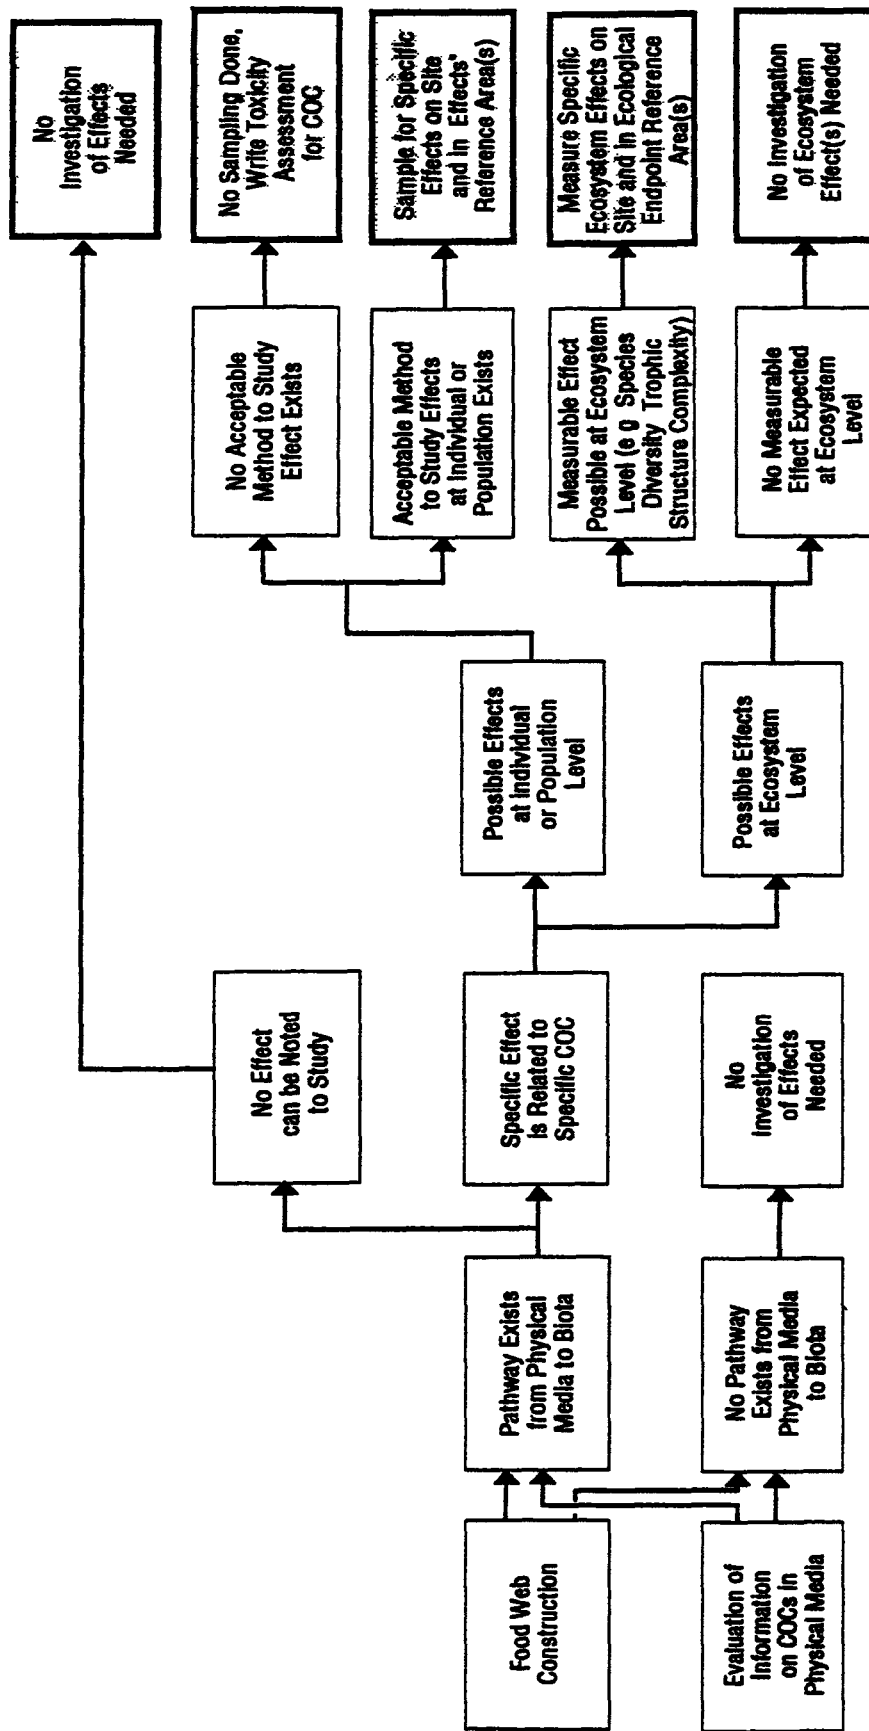 Food Web
Construction
Evaluation of
Information
on COCs in
Physical Media
Pathway Exists
from Physical
Media to Biota
No Pathway
Exists from
Physical Media
to Biota
No Effect
can be Noted
to Study
Specific Effect
is Related to
Specific COC
No
Investigation
of Effects
Needed
Possible Effects
at Individual
or Population
Level
Possible Effects
at Ecosystem
Level
No Acceptable
Method to Study
Effect Exists
Acceptable Method
to Study Effects
at Individual or
Population Exists
Measurable Effect
Possible at Ecosystem
Level (e g Species
Diversity Trophic
Structure Complexity)
No Measurable
Effect Expected
at Ecosystem
Level
No
Investigation
of Effects
Needed
No Sampling Done,
Write Toxicity
Assessment
for COC
Sample for Specific
Effects on Site
and in Effects'
Reference Area(s)
Measure Specific
Ecosystem Effects on
Site and in Ecological
Endpoint Reference
Area(s)
No Investigation
of Ecosystem
Effect(s) Needed